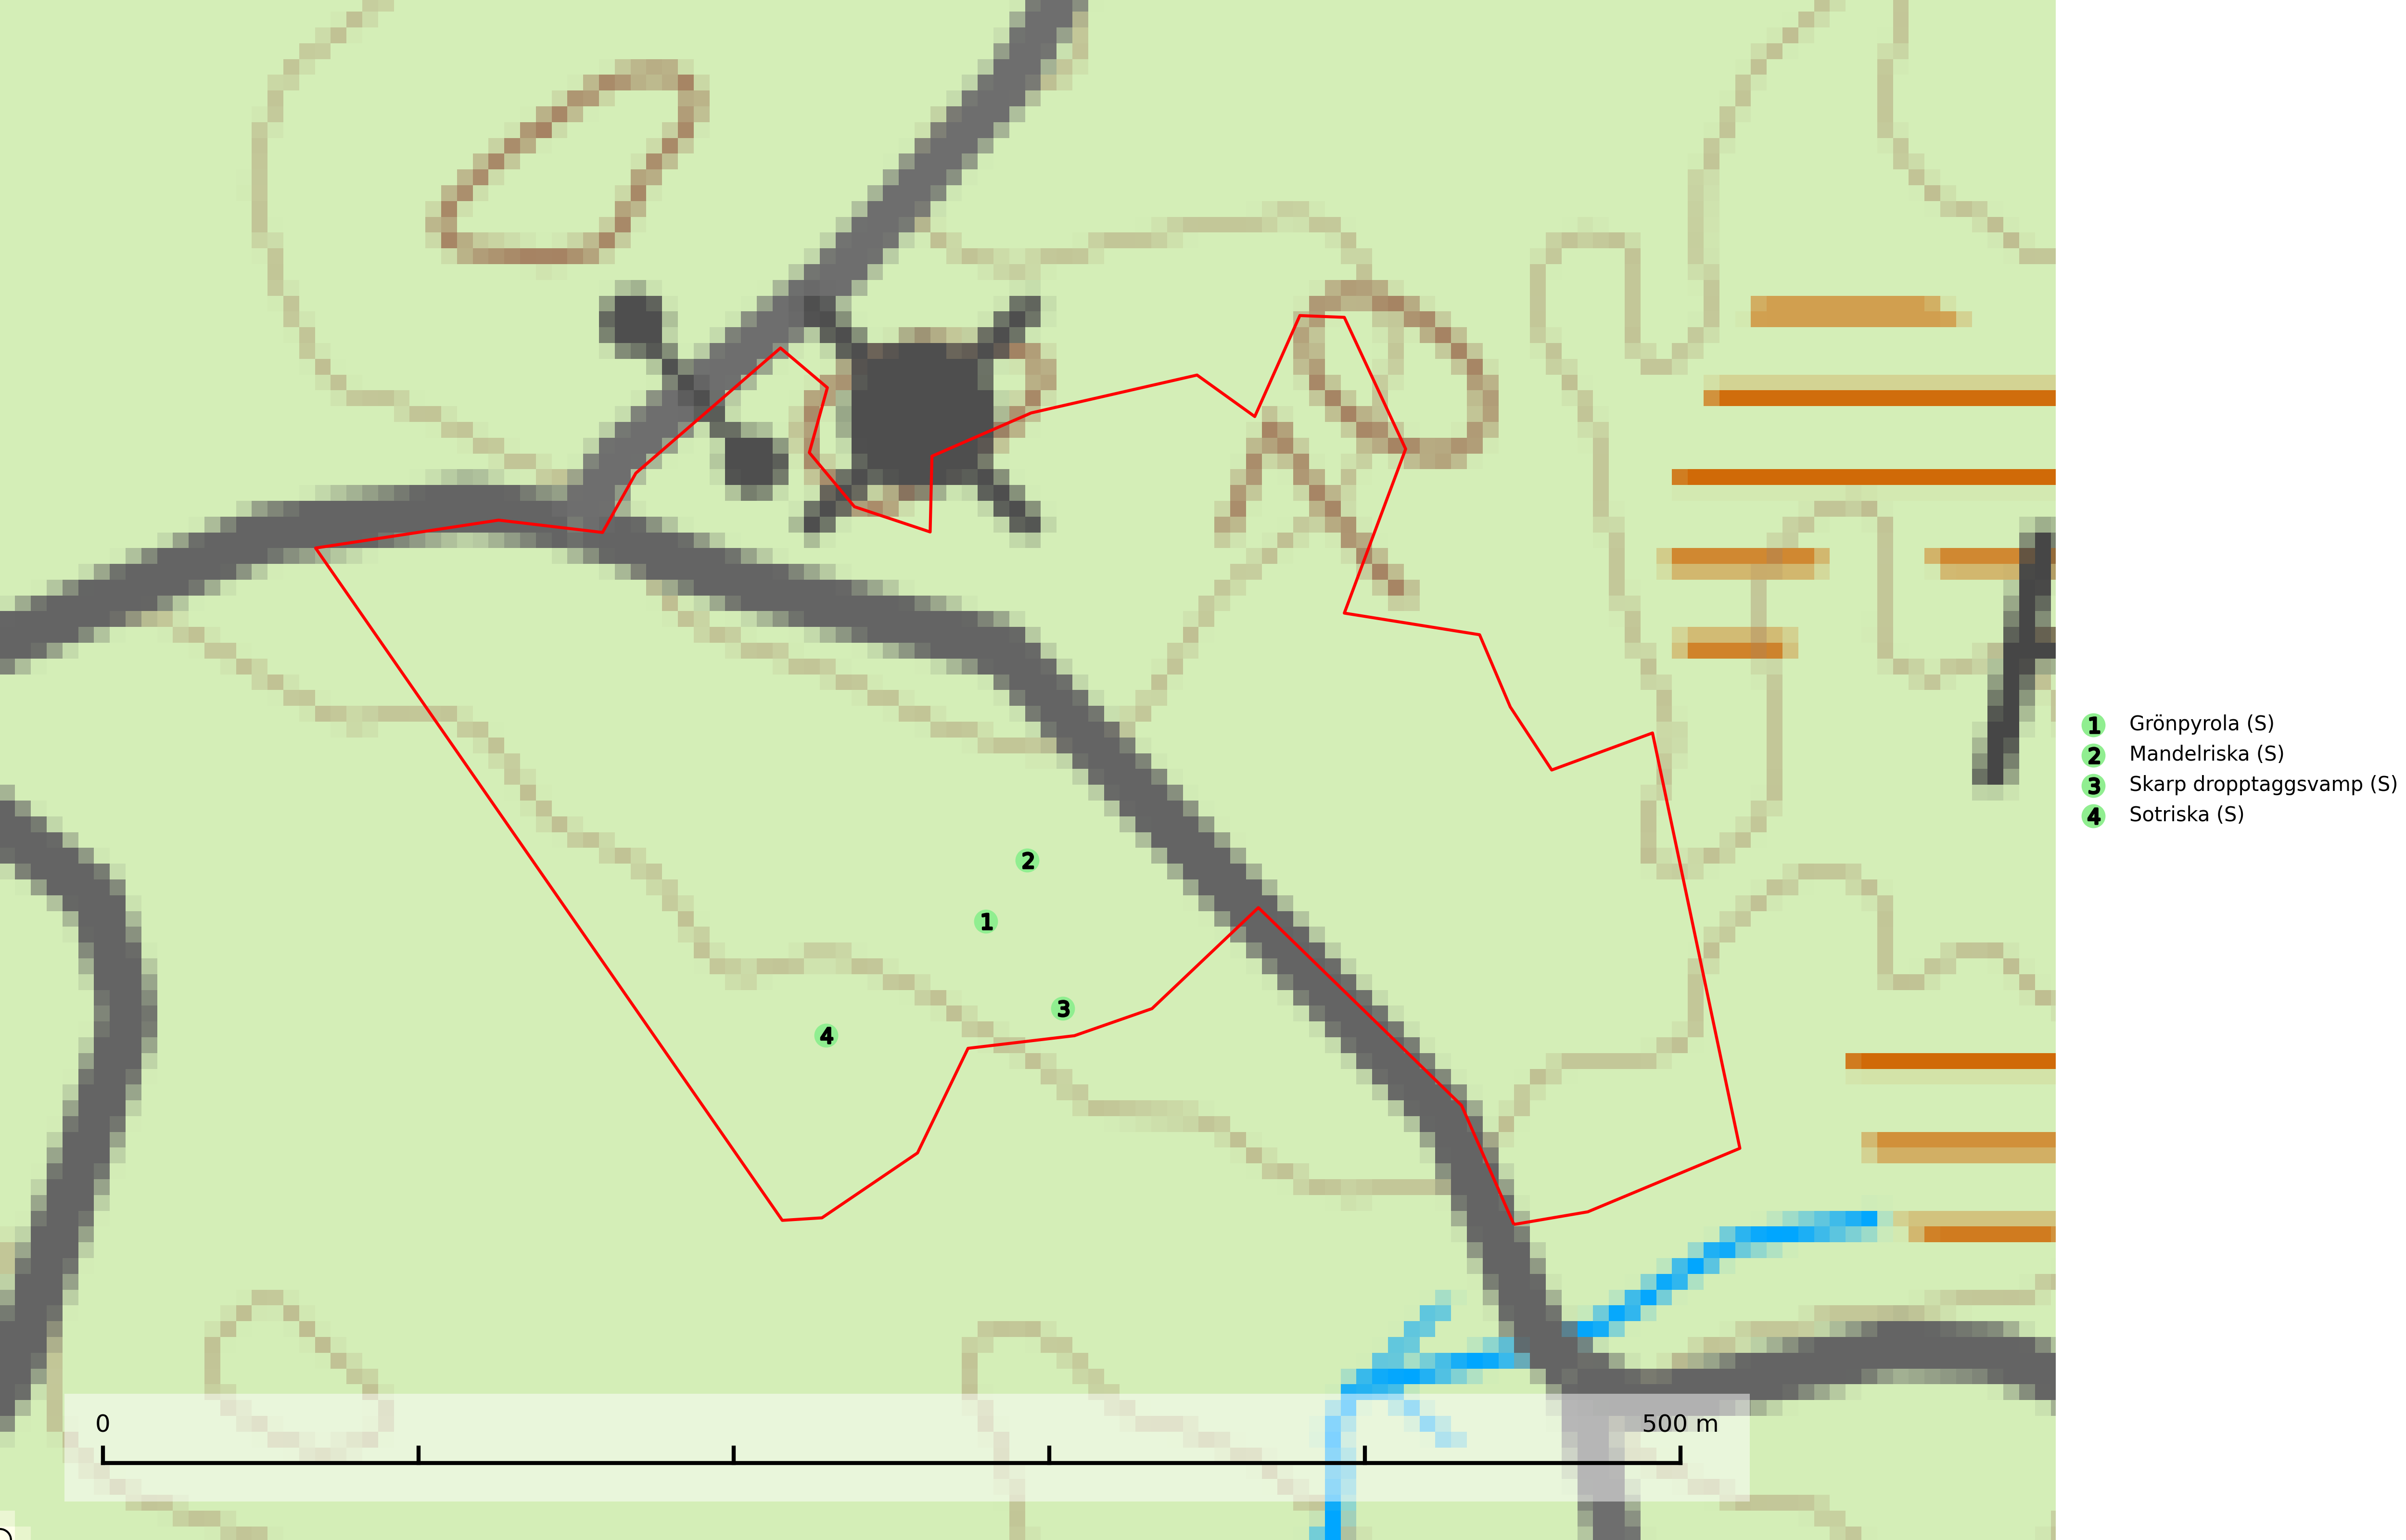 2
1
3
4
1 Grönpyrola (S)
2 Mandelriska (S)
3 Skarp dropptaggsvamp (S)
4 Sotriska (S)
0 500 m